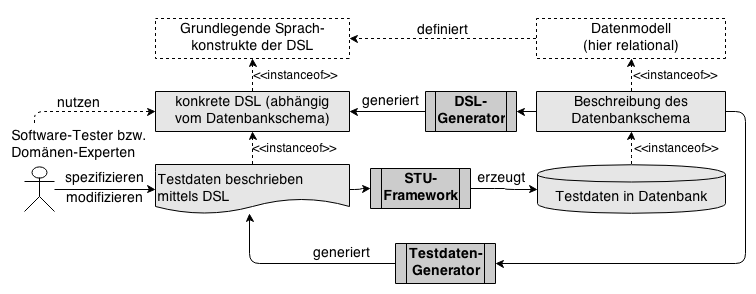 Grundlegende Sprach-
konstrukte der DSL
definiert
Datenmodell
(hier relational)
<<instanceof>>
<<instanceof>>
nutzen
konkrete DSL (abhängig
vom Datenbankschema)
generiert
DSL-
Generator
Beschreibung des
Datenbankschema
Software-Tester bzw.
Domänen-Experten
<<instanceof>>
<<instanceof>>
spezifizieren
modifizieren
Testdaten beschrieben
mittels DSL
STU-
Framework
erzeugt
Testdaten in Datenbank
generiert
Testdaten-
Generator